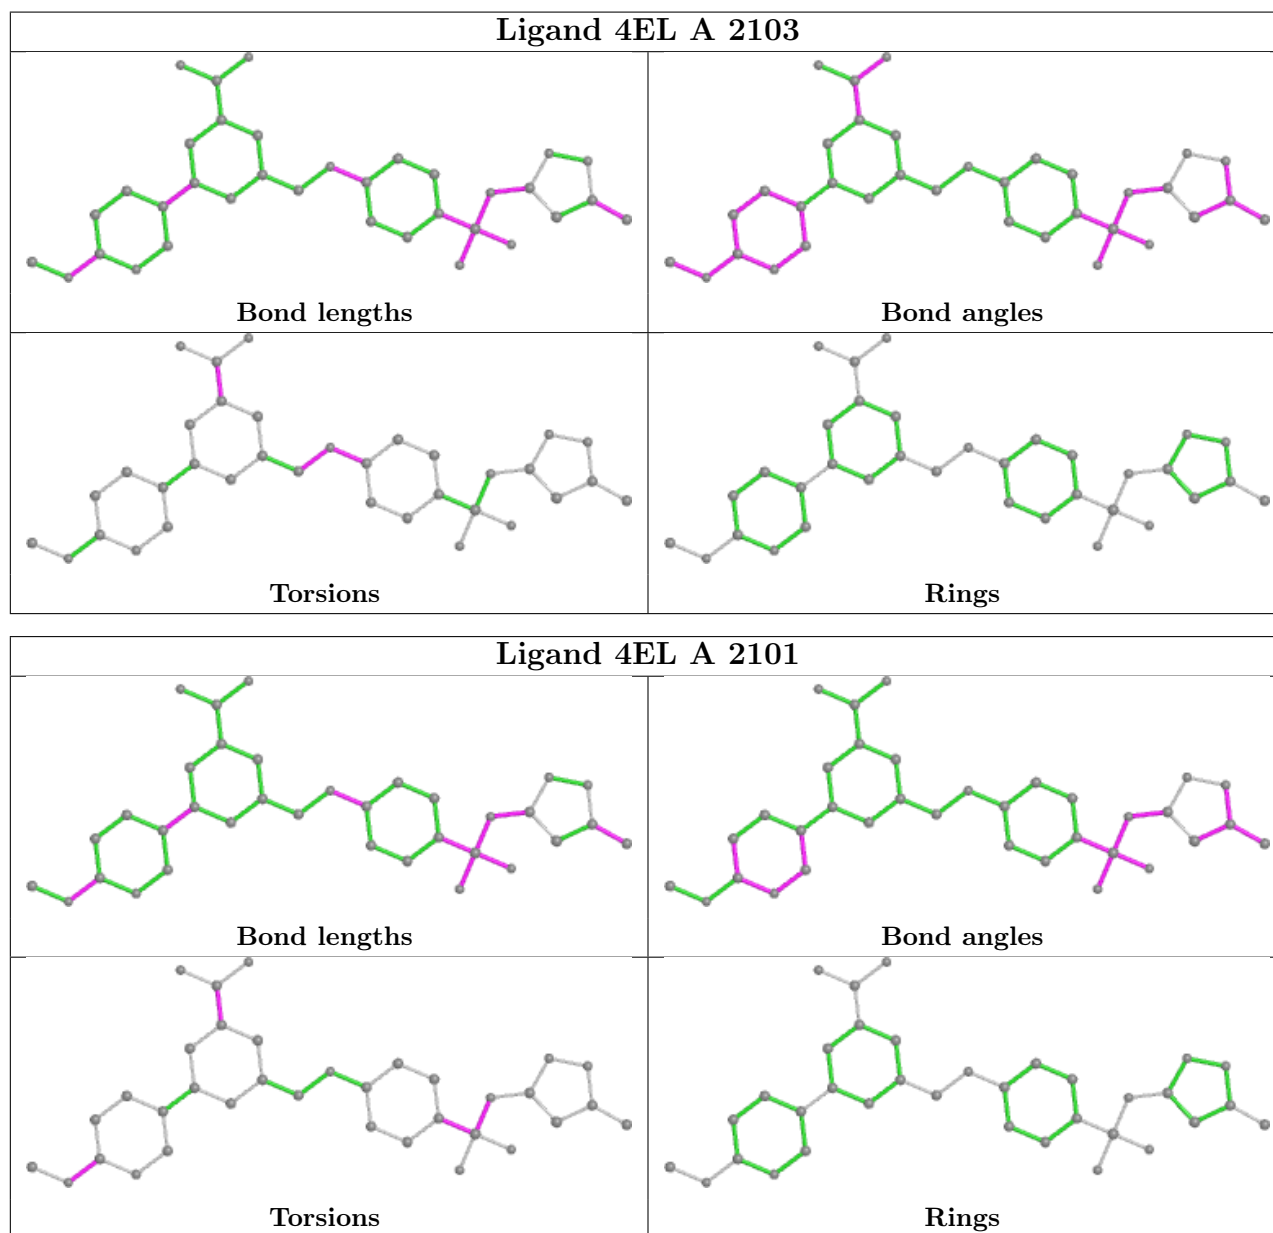 Ligand 4EL A 2103
Bond lengths
Bond angles
Torsions
Rings
Ligand 4EL A 2101
Bond lengths
Bond angles
Torsions
Rings